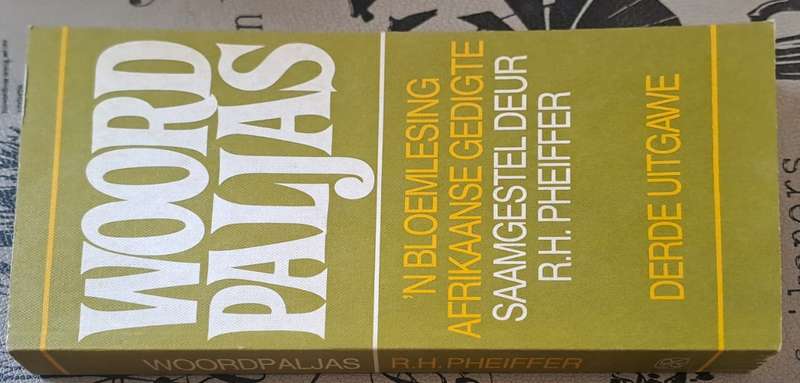 WOORD
PALJAS
'N BLOEMLESING
AFRIKAANSE GEDIGTE
SAAMGESTEL DEUR
R.H. PHEIFFER
DERDE UITGAWE
WOORDPALJAS R.H. PHEIFFER